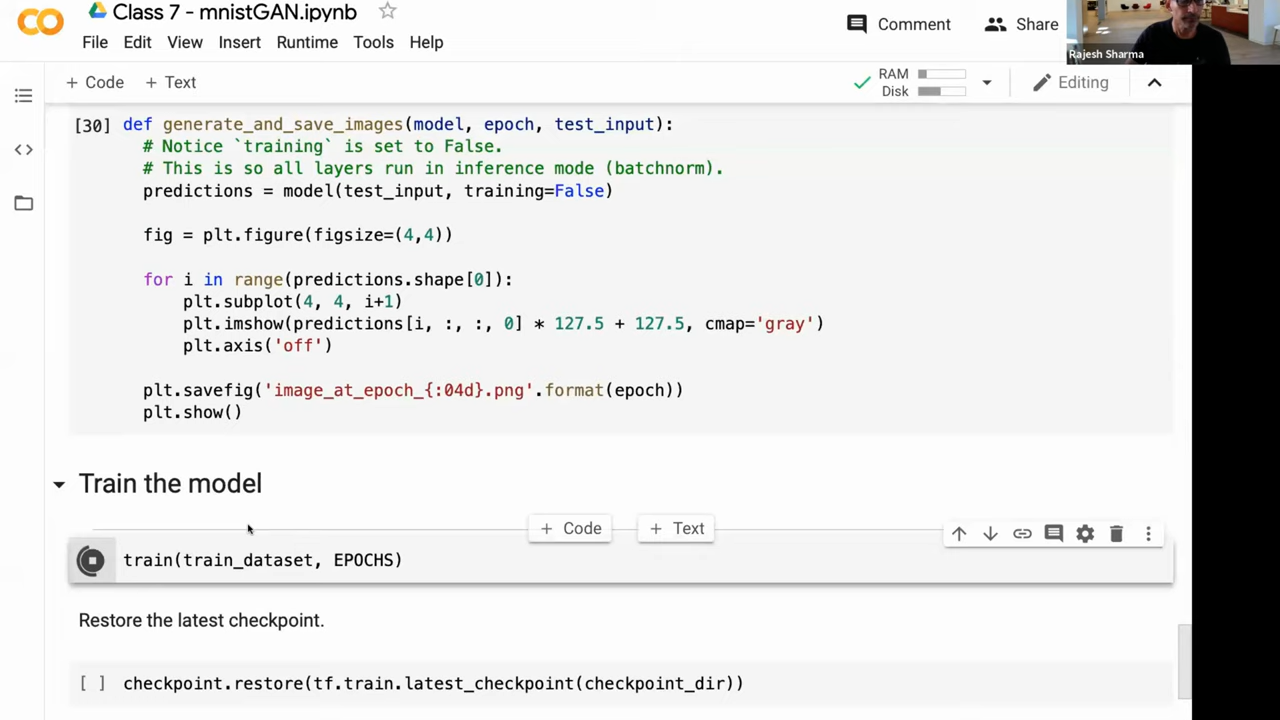 Class 7 - mnistGAN.ipynb
Comment
Share
Rajesh Sharma
File Edit View Insert Runtime Tools Help
+ Code + Text
RAM
Disk
Editing
[30] def generate_and_save_images(model, epoch, test_input):
# Notice `training` is set to False.
# This is so all layers run in inference mode (batchnorm).
predictions = model(test_input, training=False)
fig = plt.figure(figsize=(4,4))
for i in range(predictions.shape[0]):
plt.subplot(4, 4, i+1)
plt.imshow(predictions[i, :, :, 0] * 127.5 + 127.5, cmap='gray')
plt.axis('off')
plt.savefig('image_at_epoch_{:04d}.png'.format(epoch))
plt.show()
Train the model
+ Code + Text
train(train_dataset, EPOCHS)
Restore the latest checkpoint.
[ ] checkpoint.restore(tf.train.latest_checkpoint(checkpoint_dir))